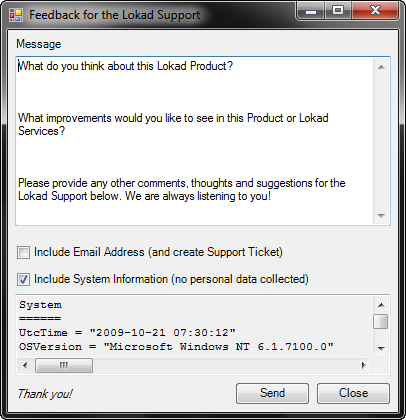 Feedback for the Lokad Support
Message
What do you think about this Lokad Product?
What improvements would you like to see in this Product or Lokad
Services?
Please provide any other comments, thoughts and suggestions for the
Lokad Support below. We are always listening to you!
Include Email Address (and create Support Ticket)
Include System Information (no personal data collected)
System
======
UtcTime = "2009-10-21 07:30:12"
OSVersion = "Microsoft Windows NT 6.1.7100.0"
Thank you!
Send
Close